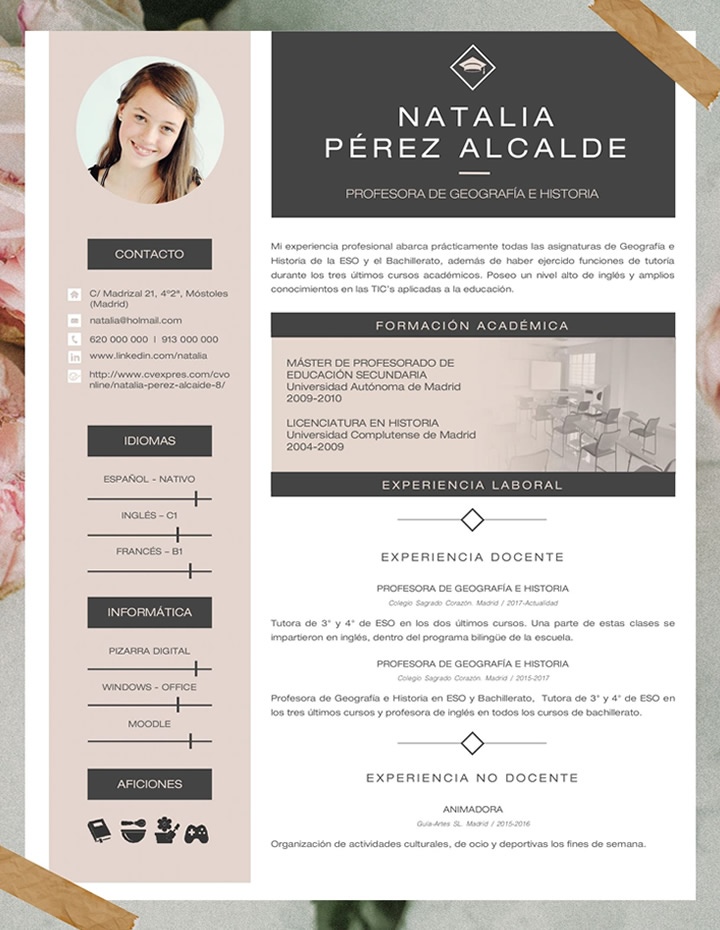 NATALIA
PÉREZ ALCALDE
PROFESORA DE GEOGRAFÍA E HISTORIA
CONTACTO
C/ Madrizal 21, 4º2ª, Móstoles
(Madrid)
natalia@holmail.com
620 000 000 I 913 000 000
www.linkedin.com/natalia
http://www.cvexpres.com/cvo
nline/natalia-perez-alcaide-8/
IDIOMAS
ESPAÑOL - NATIVO
INGLÉS – C1
FRANCÉS – B1
INFORMÁTICA
PIZARRA DIGITAL
WINDOWS - OFFICE
MOODLE
AFICIONES
Mi experiencia profesional abarca prácticamente todas las asignaturas de Geografía e
Historia de la ESO y el Bachillerato, además de haber ejercido funciones de tutoría
durante los tres últimos cursos académicos. Poseo un nivel alto de inglés y amplios
conocimientos en las TIC's aplicadas a la educación.
FORMACIÓN ACADÉMICA
MÁSTER DE PROFESORADO DE
EDUCACIÓN SECUNDARIA
Universidad Autónoma de Madrid
2009-2010
LICENCIATURA EN HISTORIA
Universidad Complutense de Madrid
2004-2009
EXPERIENCIA LABORAL
EXPERIENCIA DOCENTE
PROFESORA DE GEOGRAFÍA E HISTORIA
Colegio Sagrado Corazón. Madrid / 2017-Actualidad
Tutora de 3° y 4° de ESO en los dos últimos cursos. Una parte de estas clases se
impartieron en inglés, dentro del programa bilingüe de la escuela.
PROFESORA DE GEOGRAFÍA E HISTORIA
Colegio Sagrado Corazón. Madrid / 2015-2017
Profesora de Geografía e Historia en ESO y Bachillerato, Tutora de 3° y 4° de ESO en
los tres últimos cursos y profesora de inglés en todos los cursos de bachillerato.
EXPERIENCIA NO DOCENTE
ANIMADORA
Guía-Artes SL. Madrid / 2015-2016
Organización de actividades culturales, de ocio y deportivas los fines de semana.